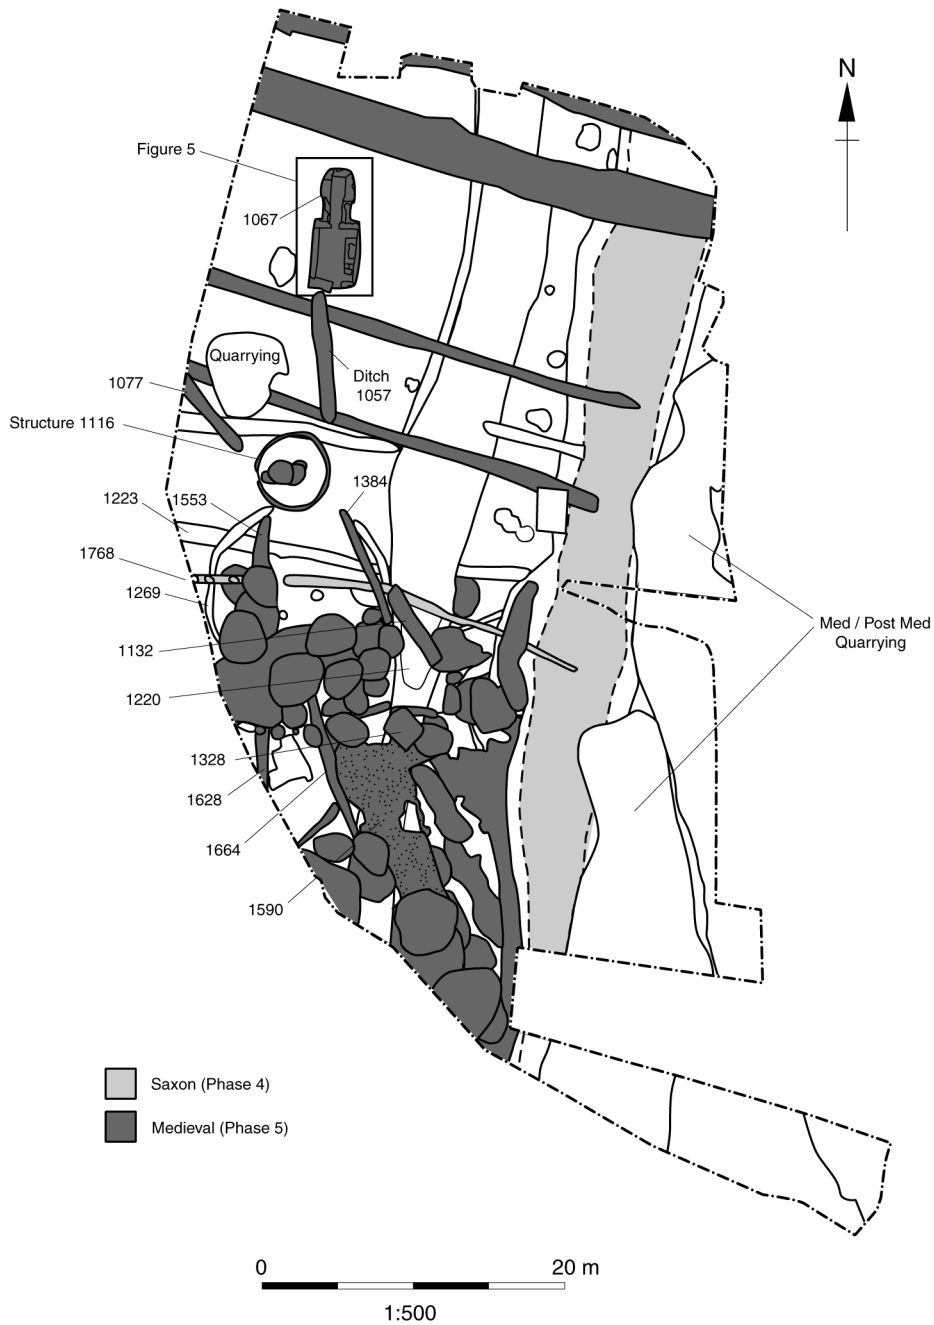 N
Figure 5
1067
Quarrying
1077
Ditch
1057
Structure 1116
1384
1223
1553
1768
1269
Med / Post Med
Quarrying
1132
1220
1328
1628
1664
1590
Saxon (Phase 4)
Medieval (Phase 5)
0
20 m
1:500